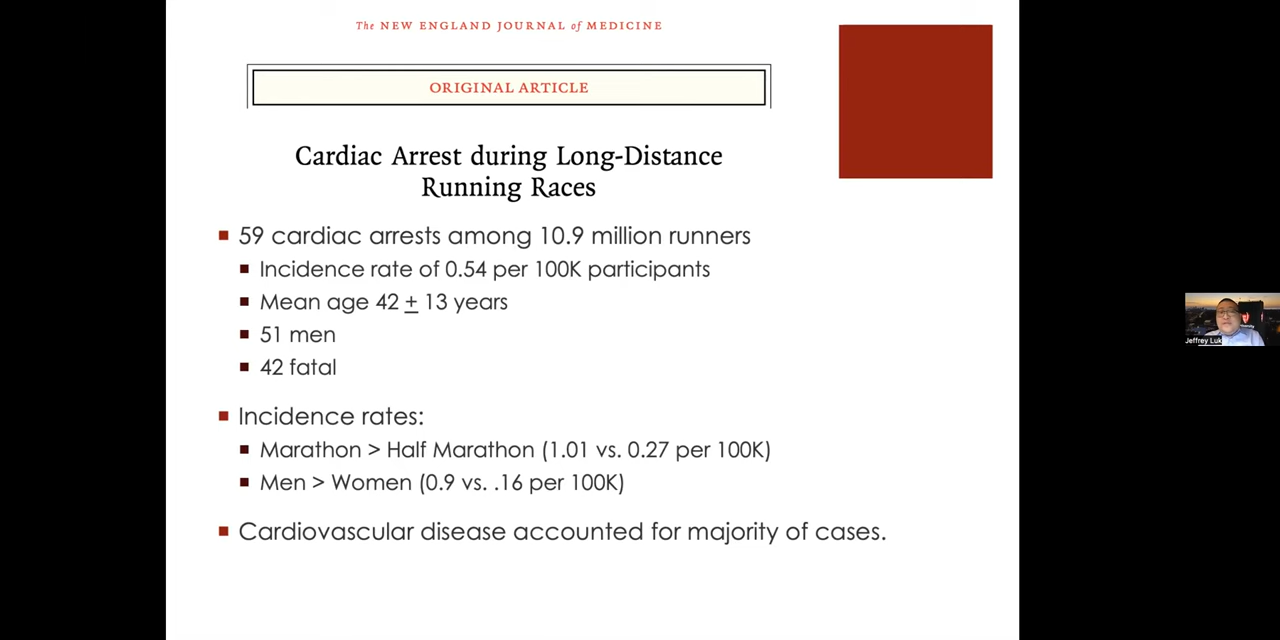 The NEW ENGLAND JOURNAL of MEDICINE
ORIGINAL ARTICLE
Cardiac Arrest during Long-Distance
Running Races
59 cardiac arrests among 10.9 million runners
Incidence rate of 0.54 per 100K participants
Mean age 42 ± 13 years
51 men
42 fatal
Incidence rates:
Marathon > Half Marathon (1.01 vs. 0.27 per 100K)
Men > Women (0.9 vs. .16 per 100K)
Cardiovascular disease accounted for majority of cases.
Jeffrey Luk